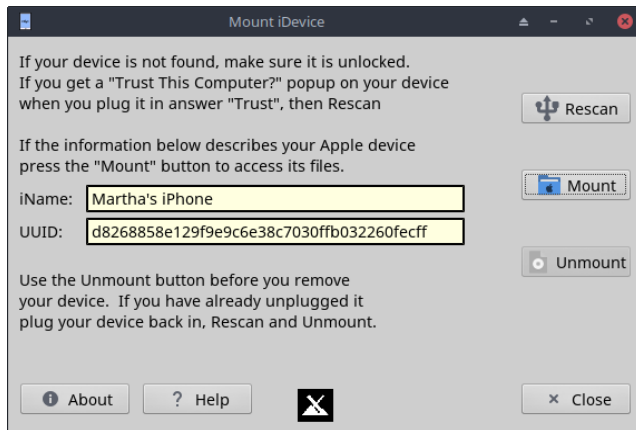 Mount iDevice
If your device is not found, make sure it is unlocked.
If you get a "Trust This Computer?" popup on your device
when you plug it in answer "Trust", then Rescan
Rescan
If the information below describes your Apple device
press the "Mount" button to access its files.
Mount
iName: Martha's iPhone
UUID: d8268858e129f9e9c6e38c7030ffb032260fecff
Unmount
Use the Unmount button before you remove
your device. If you have already unplugged it
plug your device back in, Rescan and Unmount.
About
? Help
Close